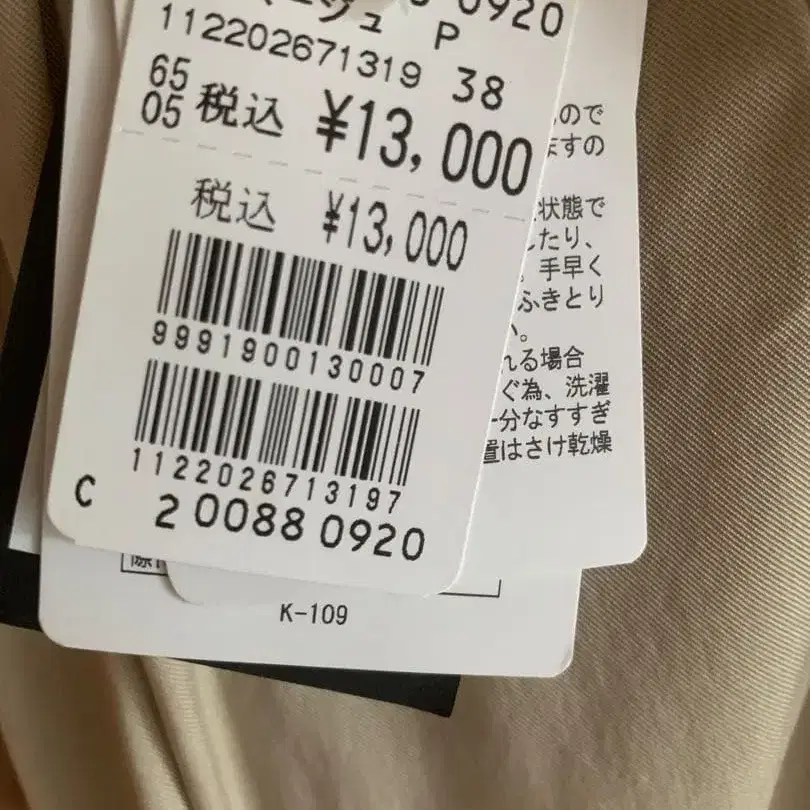 0920
ージュ P
112202671319 38
65
05 税込 ¥13,000
税込 ¥13,000
9991900130007
1122026713197
C 2 0088 0920
ので
ますの
状態で
たり、
。手早く
ふきとり
い。
れる場合
ぐ為、洗濯
分なすすぎ
置はさけ乾燥
K-109